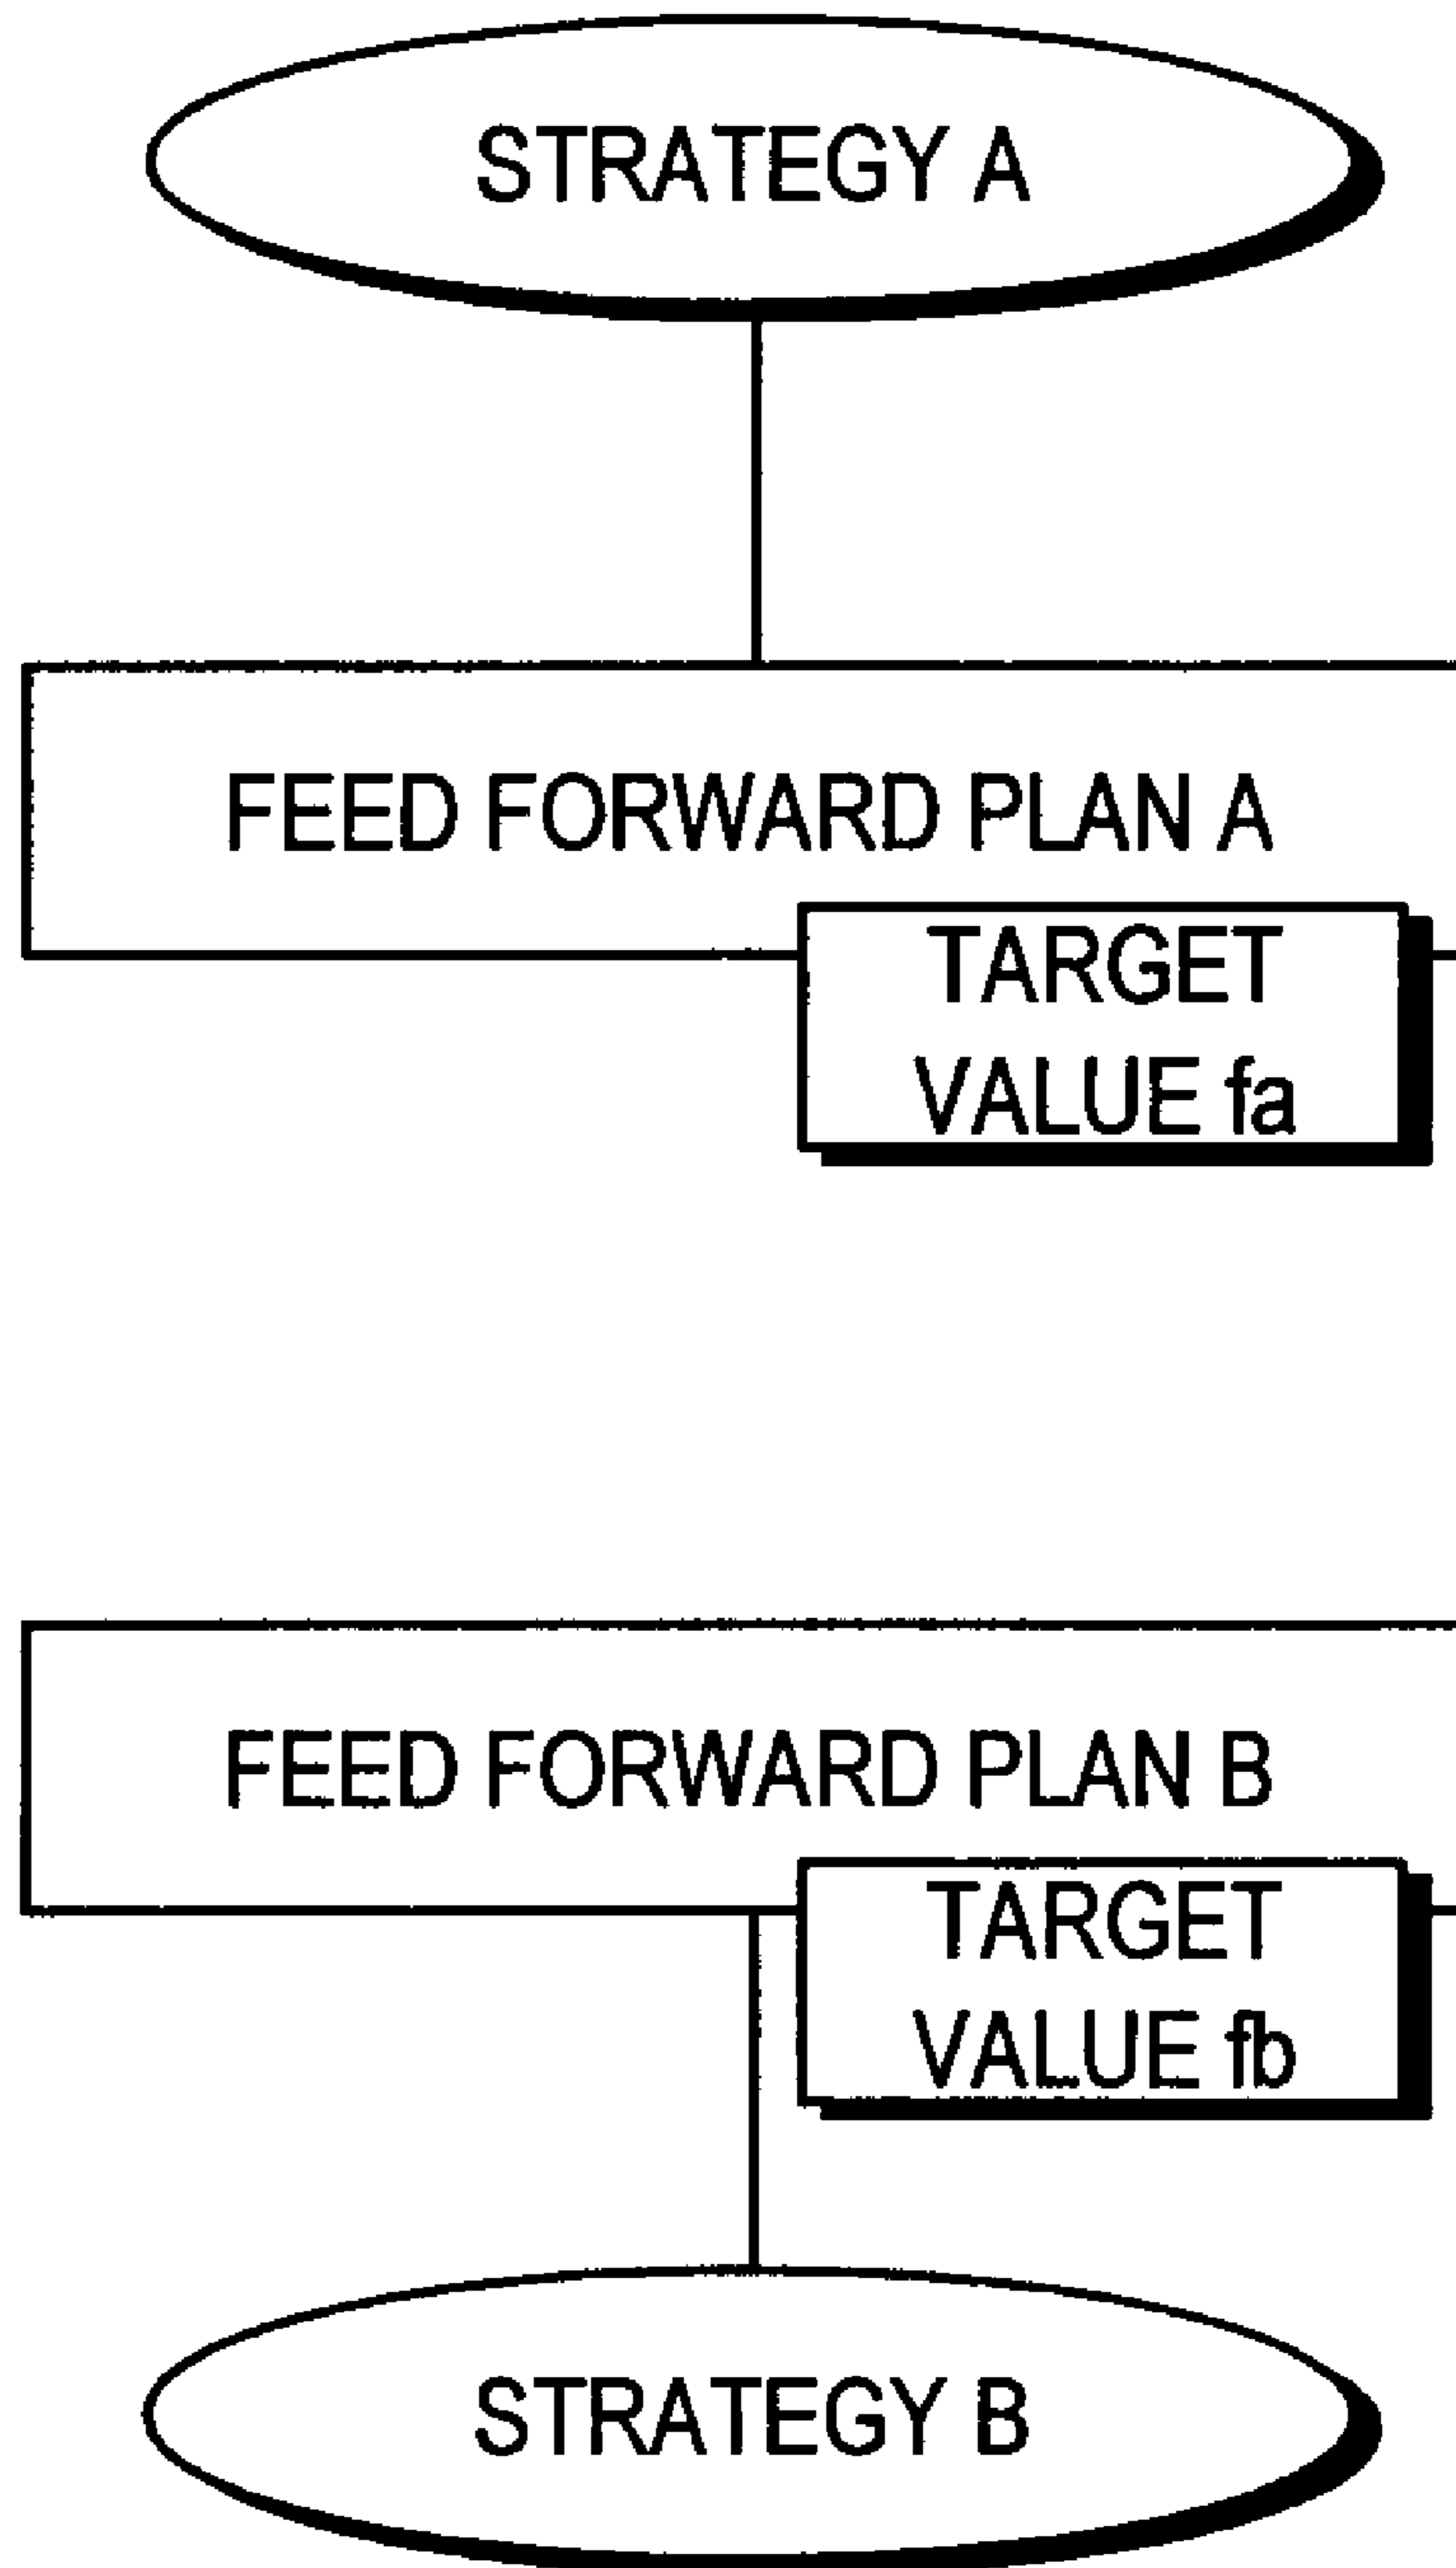 STRATEGY A
FEED FORWARD PLAN A
TARGET
VALUE fa
FEED FORWARD PLAN B
TARGET
VALUE fb
STRATEGY B